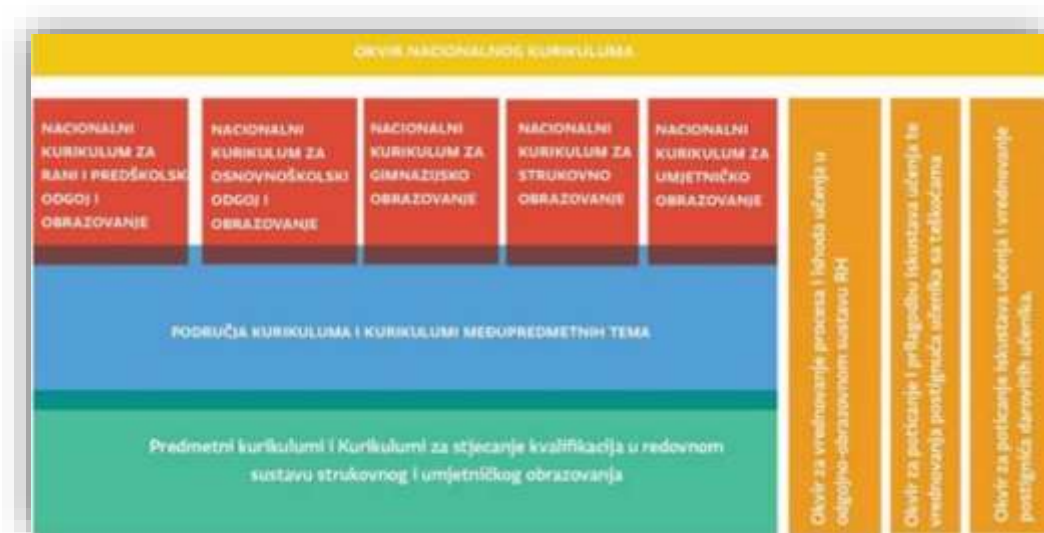 OKVIR NACIONALNOG KURIKULUMA
NACIONALNI
KURIKULUM ZA
RANI I PREDŠKOLSKI
ODGOJ I
OBRAZOVANJE
NACIONALNI
KURIKULUM ZA
OSNOVNOŠKOLSKI
ODGOJ I
OBRAZOVANJE
NACIONALNI
KURIKULUM ZA
GIMNAZIJSKO
OBRAZOVANJE
NACIONALNI
KURIKULUM ZA
STRUKOVNO
OBRAZOVANJE
NACIONALNI
KURIKULUM ZA
UMJETNIČKO
OBRAZOVANJE
PODRUČJA KURIKULUMA I KURIKULUMI MEĐUPREDMETNIH TEMA
Predmetni kurikulumi i Kurikulumi za stjecanje kvalifikacija u redovnom
sustavu strukovnog i umjetničkog obrazovanja
Okvir za vrednovanje procesa i ishoda učenja u
odgojno-obrazovnom sustavu RH
Okvir za poticanje i prilagodbu iskustava učenja te
vrednovanja postignuća učenika sa teškoćama
Okvir za poticanje iskustava učenja i vrednovanje
postignića darovitih učenika.